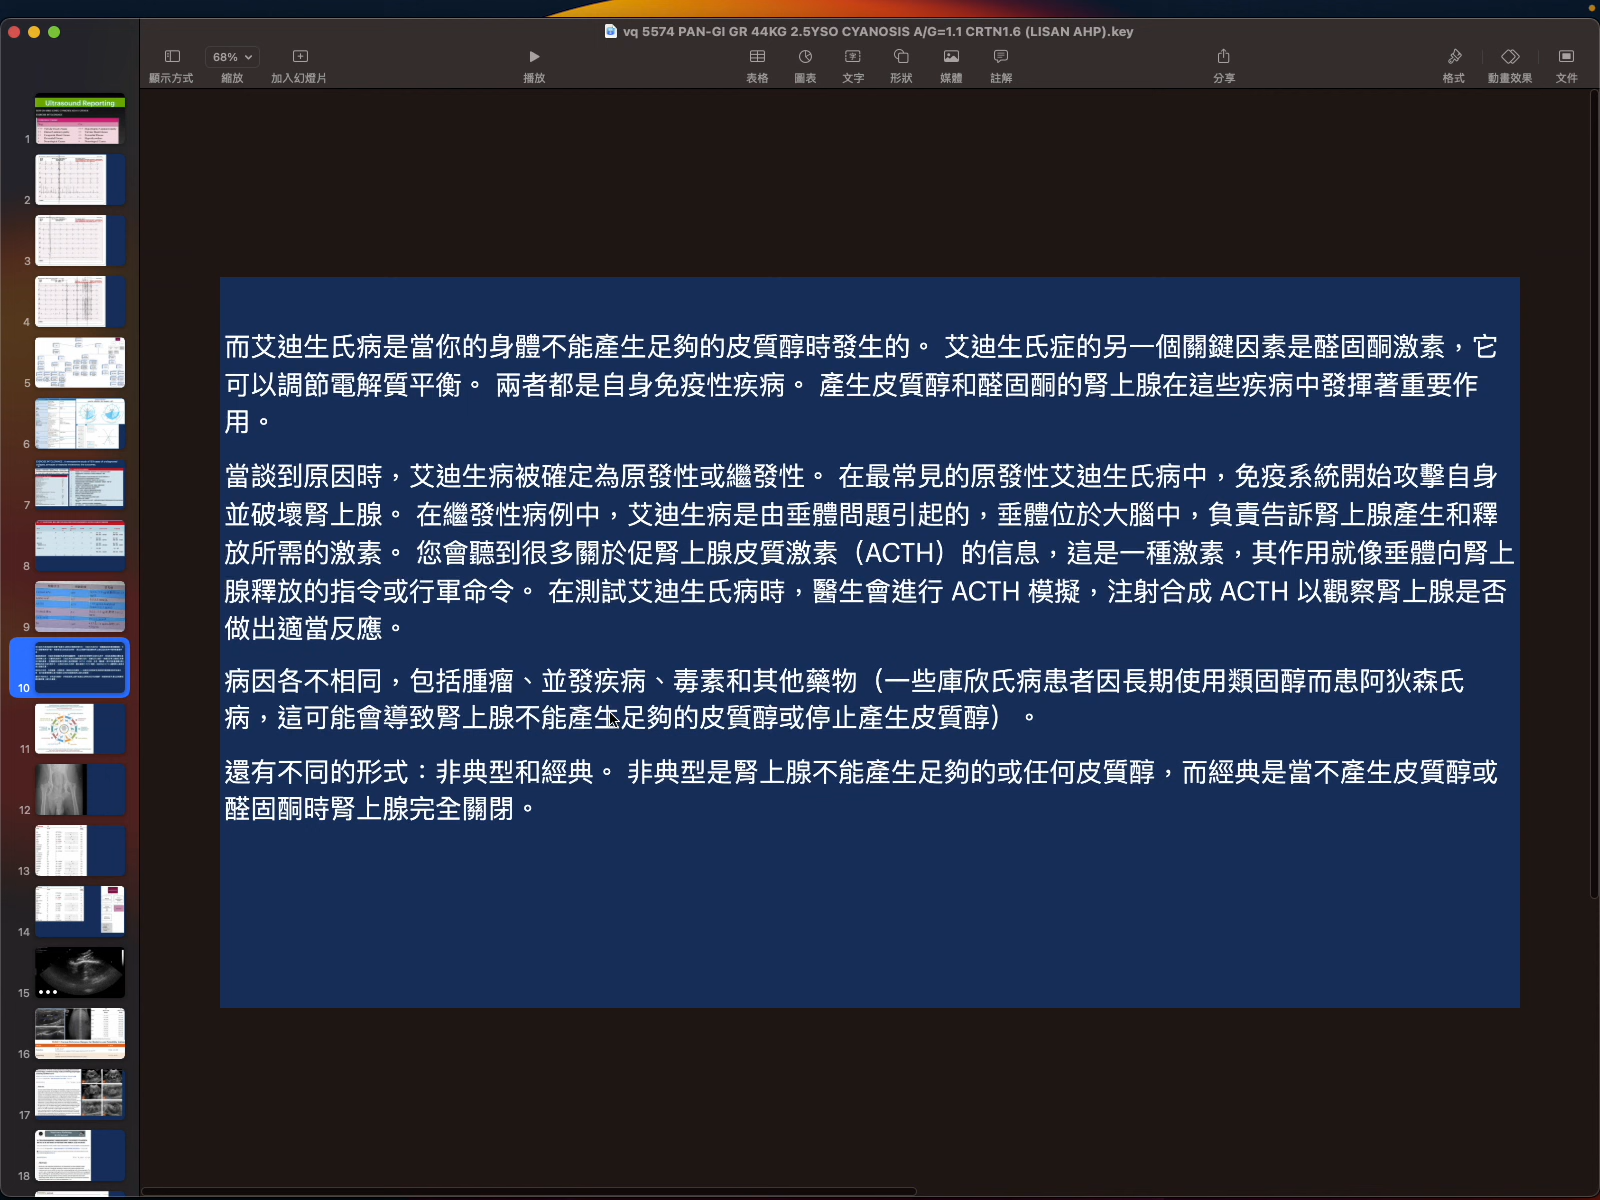 vq 5574 PAN-GI GR 44KG 2.5YSO CYANOSIS A/G=1.1 CRTN1.6 (LISAN AHP).key
68%
顯示方式
縮放
加入幻燈片
播放
表格
圖表
文字
形狀
媒體
註解
分享
格式
動畫效果
文件
Ultrasound Reporting
1
2
3
4
5
6
7
8
9
10
11
12
13
14
15
16
17
18
而艾迪生氏病是當你的身體不能產生足夠的皮質醇時發生的。 艾迪生氏症的另一個關鍵因素是醛固酮激素，它
可以調節電解質平衡。 兩者都是自身免疫性疾病。 產生皮質醇和醛固酮的腎上腺在這些疾病中發揮著重要作
用。
當談到原因時，艾迪生病被確定為原發性或繼發性。 在最常見的原發性艾迪生氏病中，免疫系統開始攻擊自身
並破壞腎上腺。 在繼發性病例中，艾迪生病是由垂體問題引起的，垂體位於大腦中，負責告訴腎上腺產生和釋
放所需的激素。 您會聽到很多關於促腎上腺皮質激素（ACTH）的信息，這是一種激素，其作用就像垂體向腎上
腺釋放的指令或行軍命令。 在測試艾迪生氏病時，醫生會進行 ACTH 模擬，注射合成 ACTH 以觀察腎上腺是否
做出適當反應。
病因各不相同，包括腫瘤、並發疾病、毒素和其他藥物（一些庫欣氏病患者因長期使用類固醇而患阿狄森氏
病，這可能會導致腎上腺不能產生足夠的皮質醇或停止產生皮質醇）。
還有不同的形式：非典型和經典。 非典型是腎上腺不能產生足夠的或任何皮質醇，而經典是當不產生皮質醇或
醛固酮時腎上腺完全關閉。